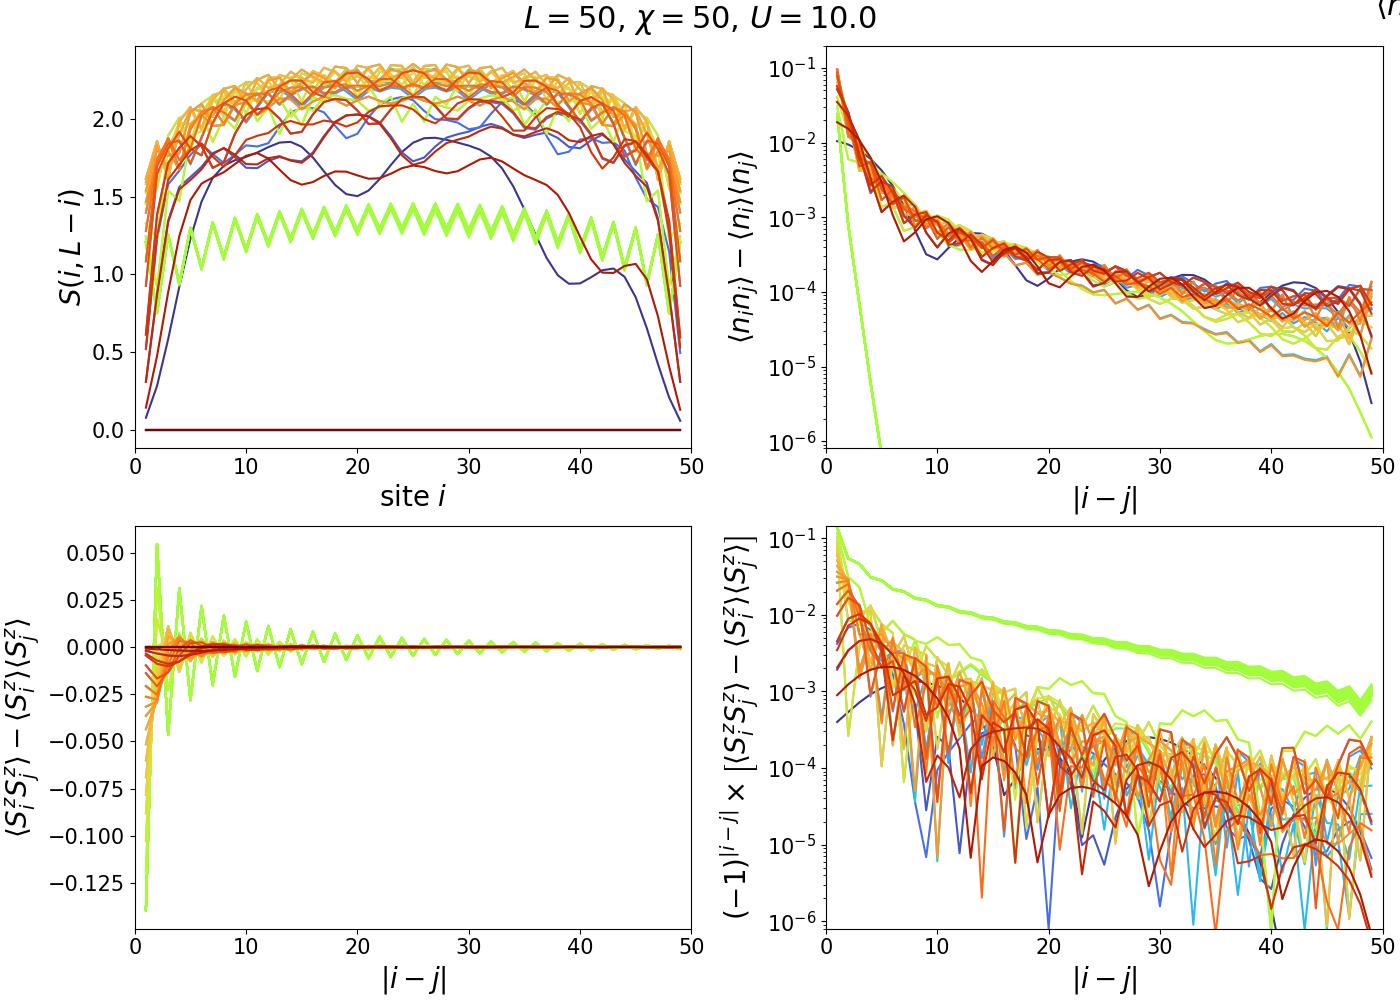 L = 50, χ = 50, U = 10.0
⟨n
S(i, L − i)
2.0
1.5
1.0
0.5
0.0
0 10 20 30 40 50
site i
⟨n_i n_j⟩ − ⟨n_i⟩⟨n_j⟩
10^{−1}
10^{−2}
10^{−3}
10^{−4}
10^{−5}
10^{−6}
0 10 20 30 40 50
|i − j|
⟨S_i^z S_j^z⟩ − ⟨S_i^z⟩⟨S_j^z⟩
0.050
0.025
0.000
−0.025
−0.050
−0.075
−0.100
−0.125
0 10 20 30 40 50
|i − j|
(−1)^{|i−j|} × [⟨S_i^z S_j^z⟩ − ⟨S_i^z⟩⟨S_j^z⟩]
10^{−1}
10^{−2}
10^{−3}
10^{−4}
10^{−5}
10^{−6}
0 10 20 30 40 50
|i − j|